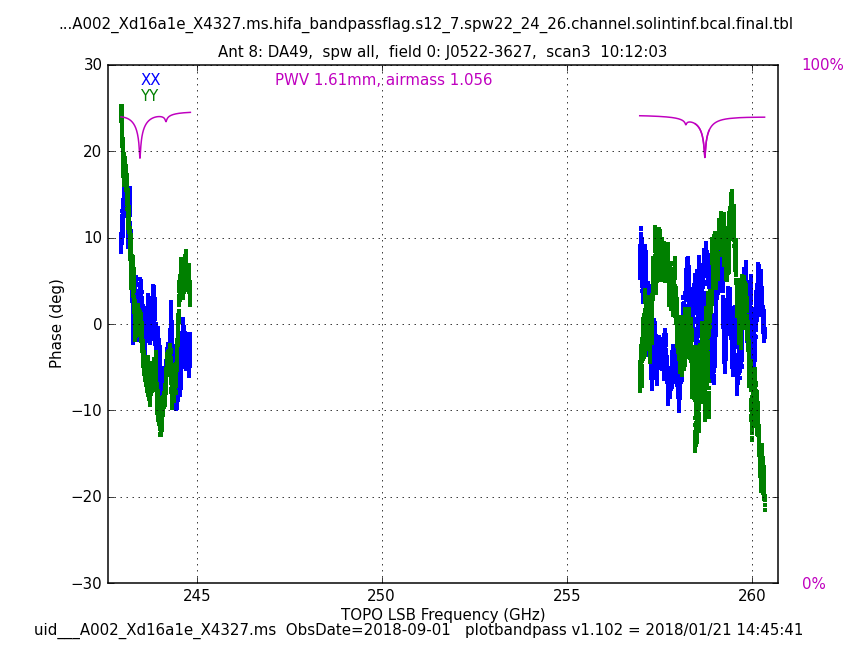 ...A002_Xd16a1e_X4327.ms.hifa_bandpassflag.s12_7.spw22_24_26.channel.solintinf.bcal.final.tbl
Ant 8: DA49,  spw all,  field 0: J0522-3627,  scan3  10:12:03
30 100%
XX PWV 1.61mm, airmass 1.056
YY
20
10
0
Phase (deg)
−10
−20
−30 0%
245 250 255 260
TOPO LSB Frequency (GHz)
uid___A002_Xd16a1e_X4327.ms  ObsDate=2018-09-01   plotbandpass v1.102 = 2018/01/21 14:45:41